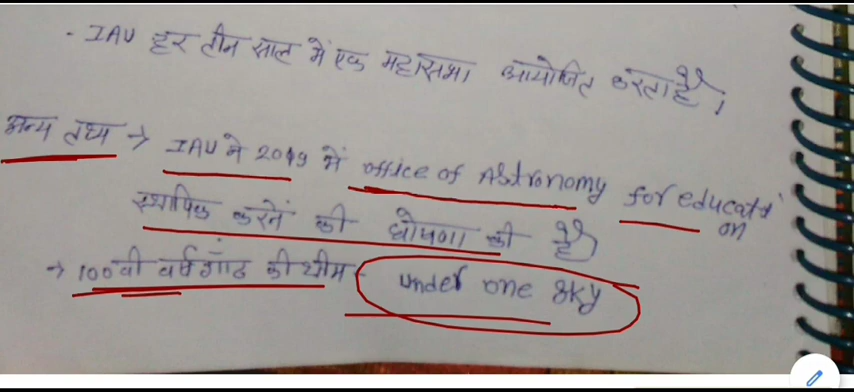 · IAU हर तीन साल में एक महासभा आयोजित करता है।
अन्य तथ्य → IAU ने 2019 में office of Astronomy for education
स्थापित करने की घोषणा की है
→ 100वी वर्षगाँठ की थीम - Under one sky